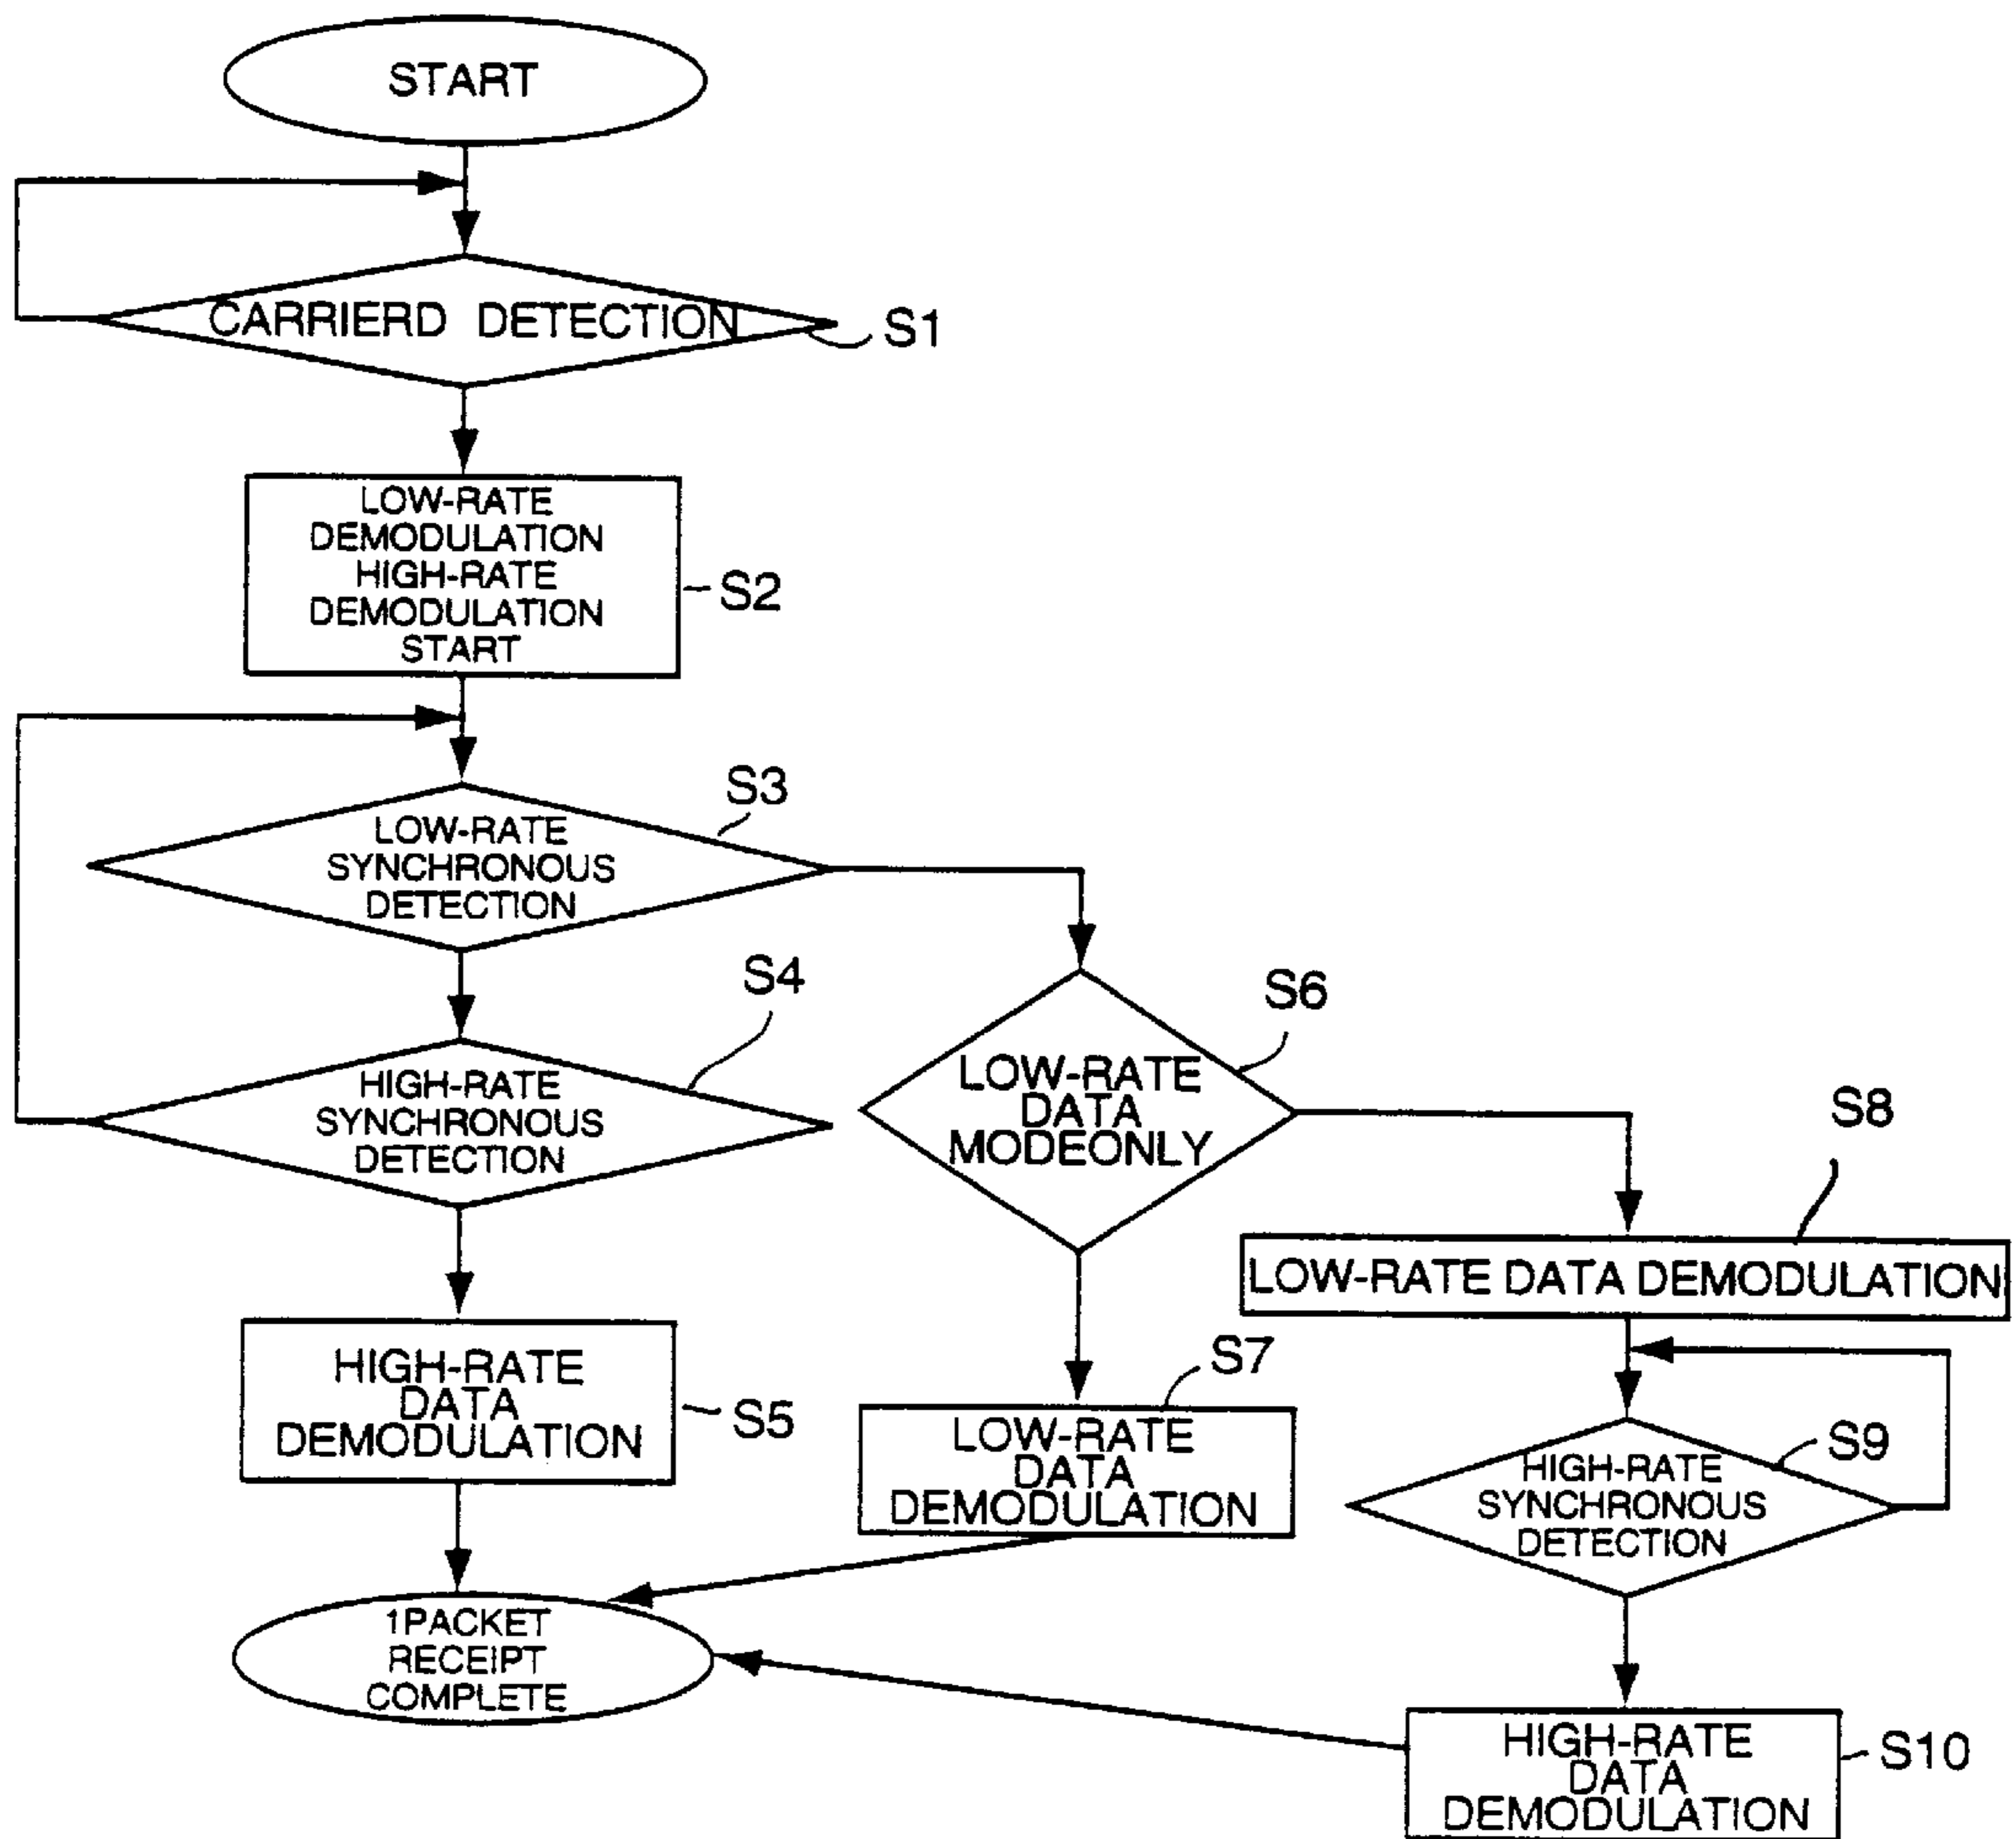 START
CARRIERD DETECTION
S1
LOW-RATE
DEMODULATION
HIGH-RATE
DEMODULATION
START
S2
S3
LOW-RATE
SYNCHRONOUS
DETECTION
S4
HIGH-RATE
SYNCHRONOUS
DETECTION
S6
LOW-RATE
DATA
MODEONLY
S8
LOW-RATE DATA DEMODULATION
HIGH-RATE
DATA
DEMODULATION
S5
S7
LOW-RATE
DATA
DEMODULATION
S9
HIGH-RATE
SYNCHRONOUS
DETECTION
1PACKET
RECEIPT
COMPLETE
HIGH-RATE
DATA
DEMODULATION
S10